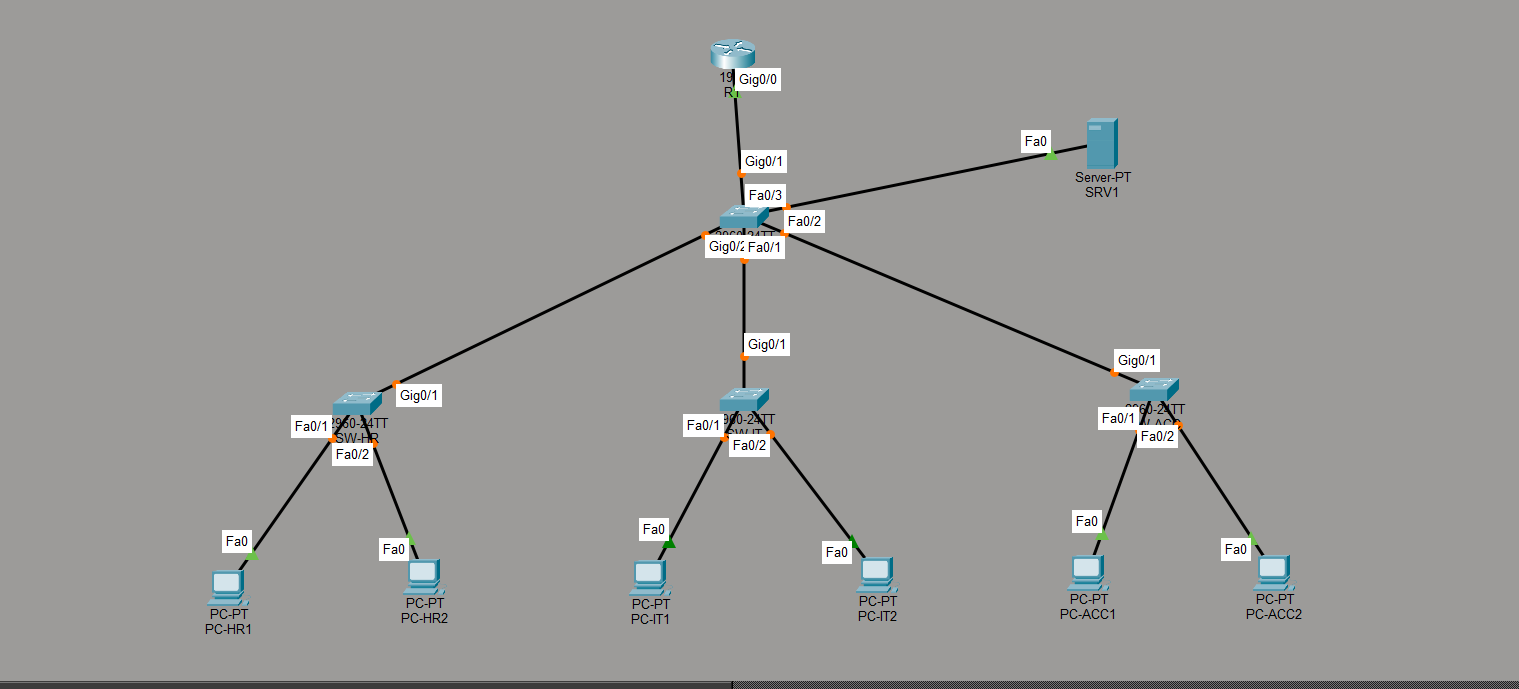 Gig0/0
R1
Fa0
Gig0/1
Server-PT
SRV1
Fa0/3
Fa0/2
Fa0/1
Gig0/1
Gig0/1
Gig0/1
Fa0/1
SW-HR
Fa0/2
Fa0/1
Fa0/2
Fa0/1
Fa0/2
Fa0
Fa0
PC-PT
PC-HR1
PC-PT
PC-HR2
Fa0
Fa0
PC-PT
PC-IT1
PC-PT
PC-IT2
Fa0
Fa0
PC-PT
PC-ACC1
PC-PT
PC-ACC2